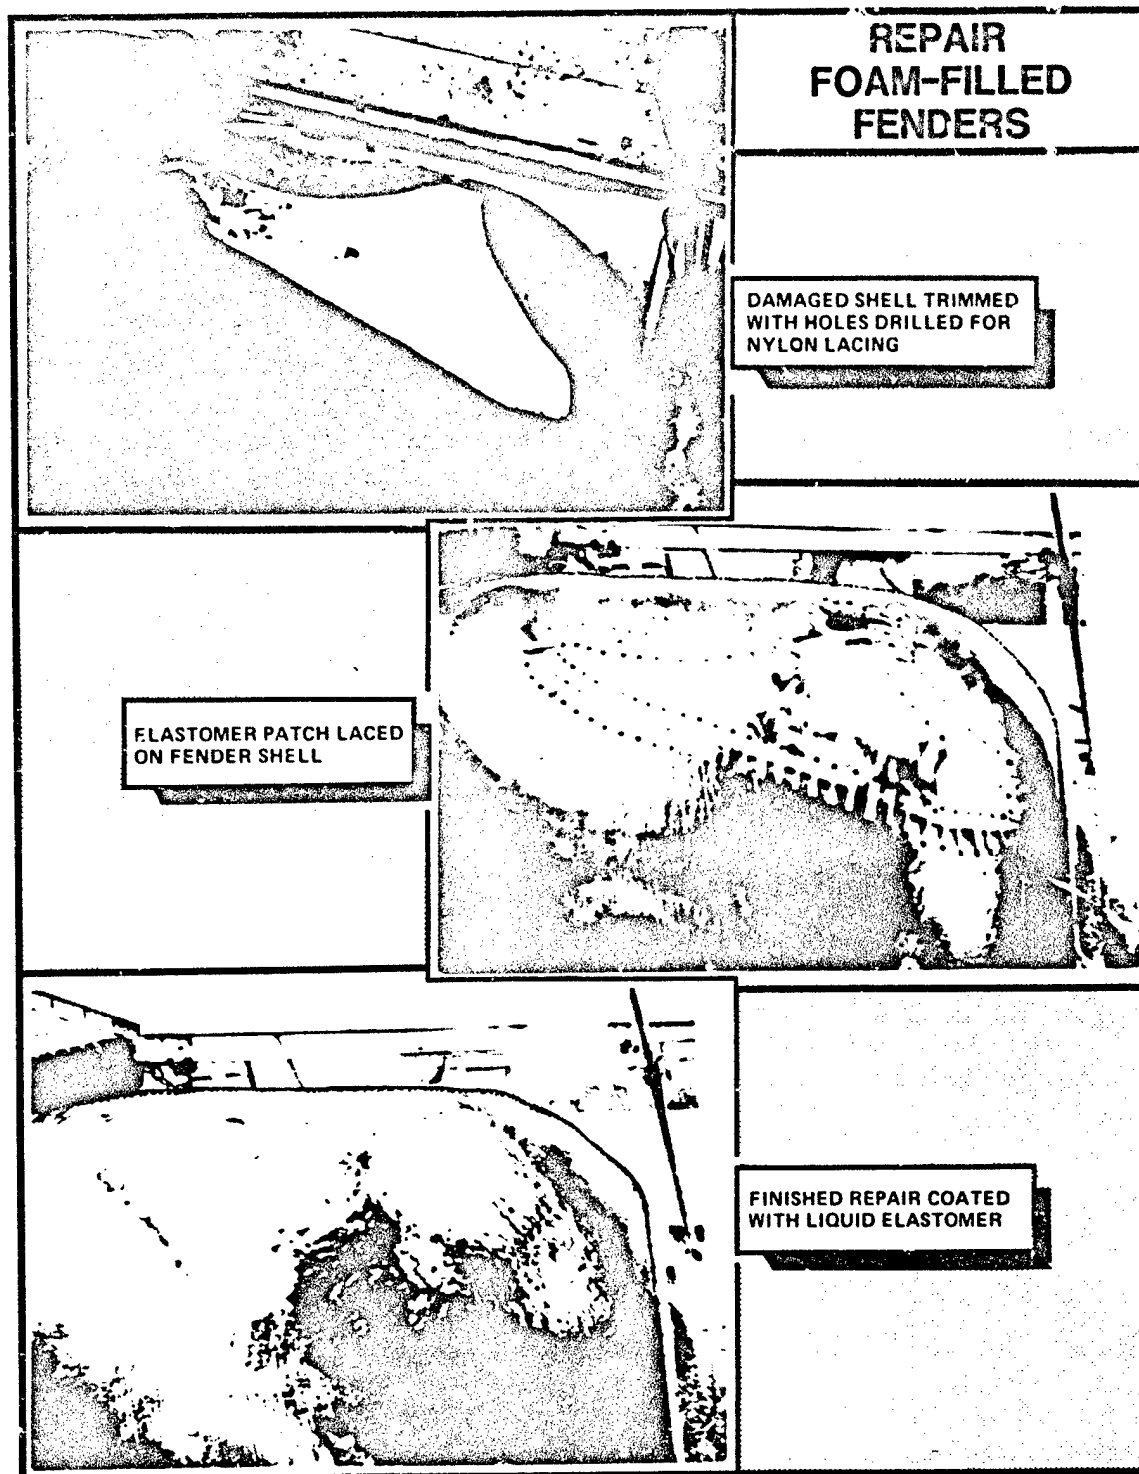 REPAIR
FOAM-FILLED
FENDERS
DAMAGED SHELL TRIMMED
WITH HOLES DRILLED FOR
NYLON LACING
ELASTOMER PATCH LACED
ON FENDER SHELL
FINISHED REPAIR COATED
WITH LIQUID ELASTOMER